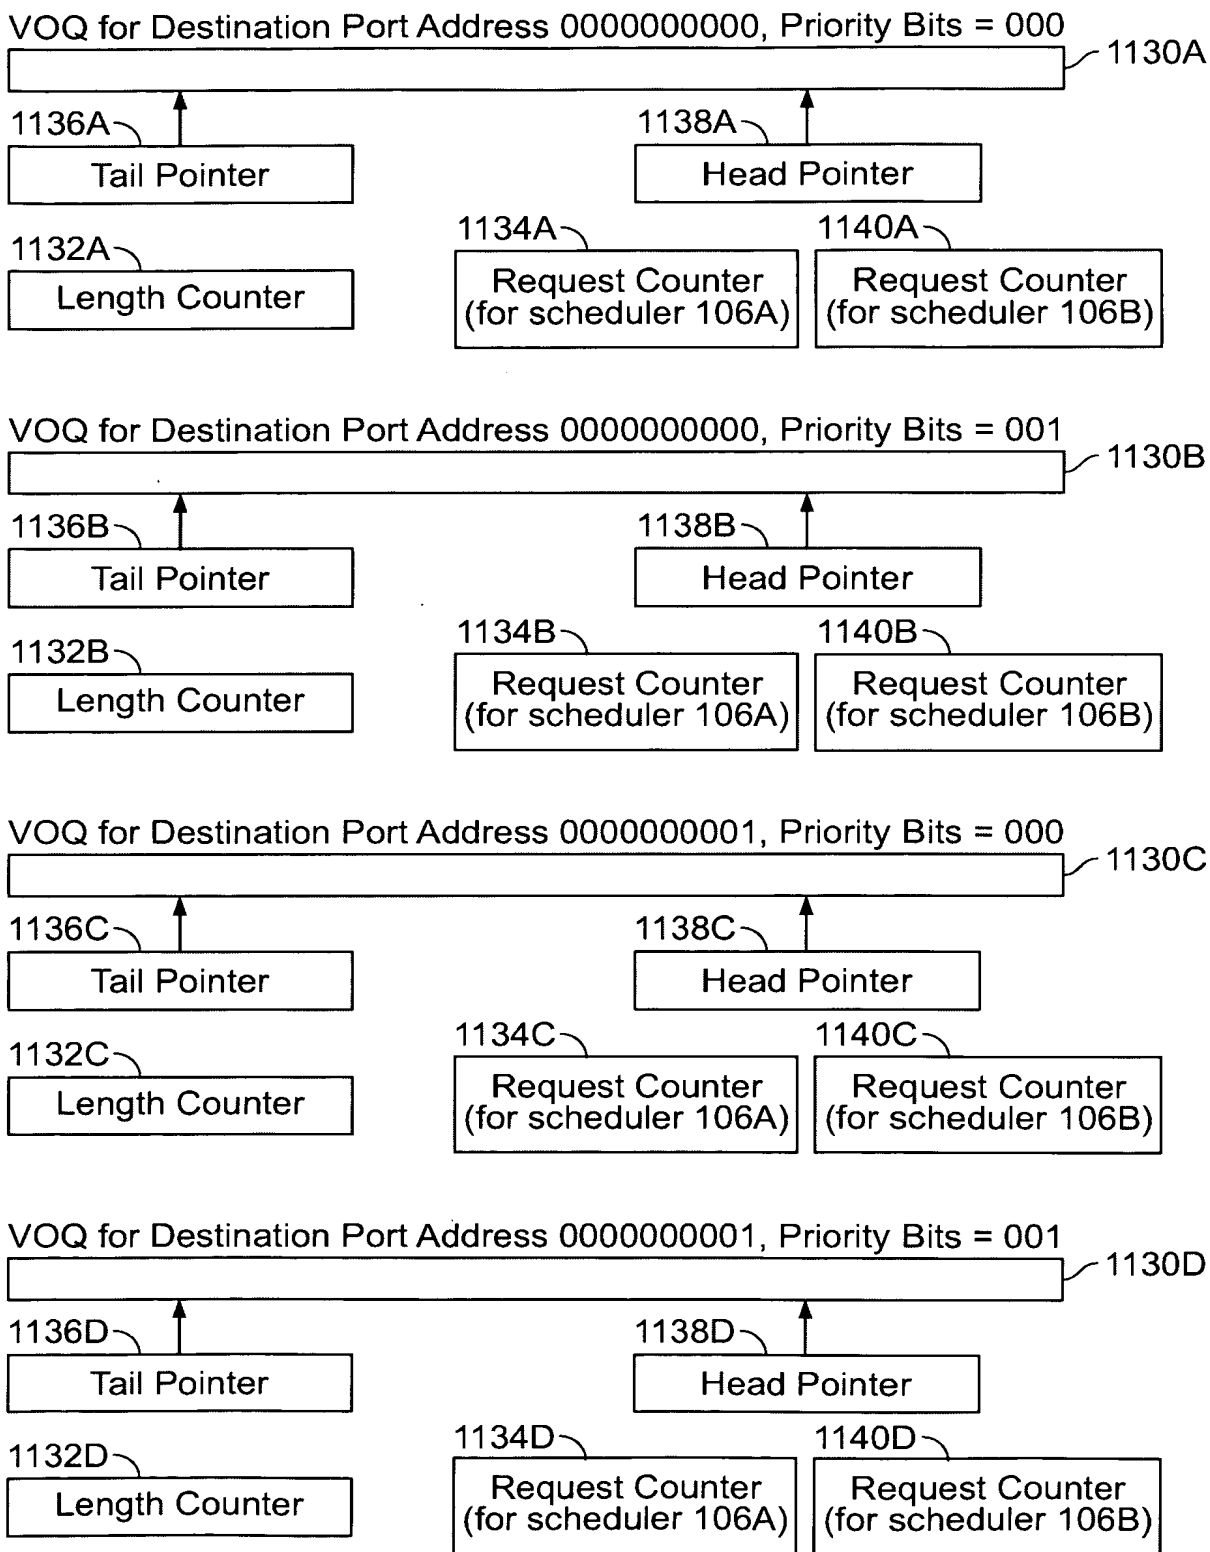 VOQ for Destination Port Address 0000000000, Priority Bits = 000
1130A
1136A
Tail Pointer
1138A
Head Pointer
1132A
Length Counter
1134A
Request Counter
(for scheduler 106A)
1140A
Request Counter
(for scheduler 106B)
VOQ for Destination Port Address 0000000000, Priority Bits = 001
1130B
1136B
Tail Pointer
1138B
Head Pointer
1132B
Length Counter
1134B
Request Counter
(for scheduler 106A)
1140B
Request Counter
(for scheduler 106B)
VOQ for Destination Port Address 0000000001, Priority Bits = 000
1130C
1136C
Tail Pointer
1138C
Head Pointer
1132C
Length Counter
1134C
Request Counter
(for scheduler 106A)
1140C
Request Counter
(for scheduler 106B)
VOQ for Destination Port Address 0000000001, Priority Bits = 001
1130D
1136D
Tail Pointer
1138D
Head Pointer
1132D
Length Counter
1134D
Request Counter
(for scheduler 106A)
1140D
Request Counter
(for scheduler 106B)